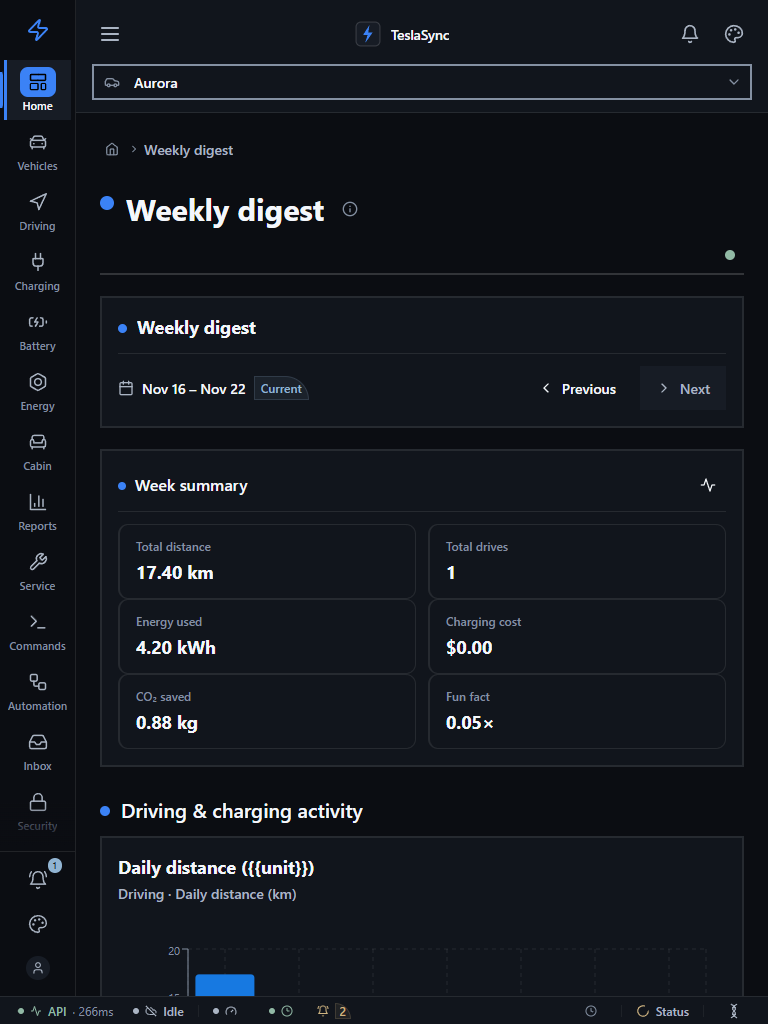 TeslaSync
Aurora
Home
Vehicles
Driving
Charging
Battery
Energy
Cabin
Reports
Service
Commands
Automation
Inbox
Security
1
Weekly digest
Weekly digest
Weekly digest
Nov 16 – Nov 22 Current Previous Next
Week summary
Total distance
17.40 km
Total drives
1
Energy used
4.20 kWh
Charging cost
$0.00
CO₂ saved
0.88 kg
Fun fact
0.05×
Driving & charging activity
Daily distance ({{unit}})
Driving · Daily distance (km)
20
15
API · 266ms Idle 2 Status